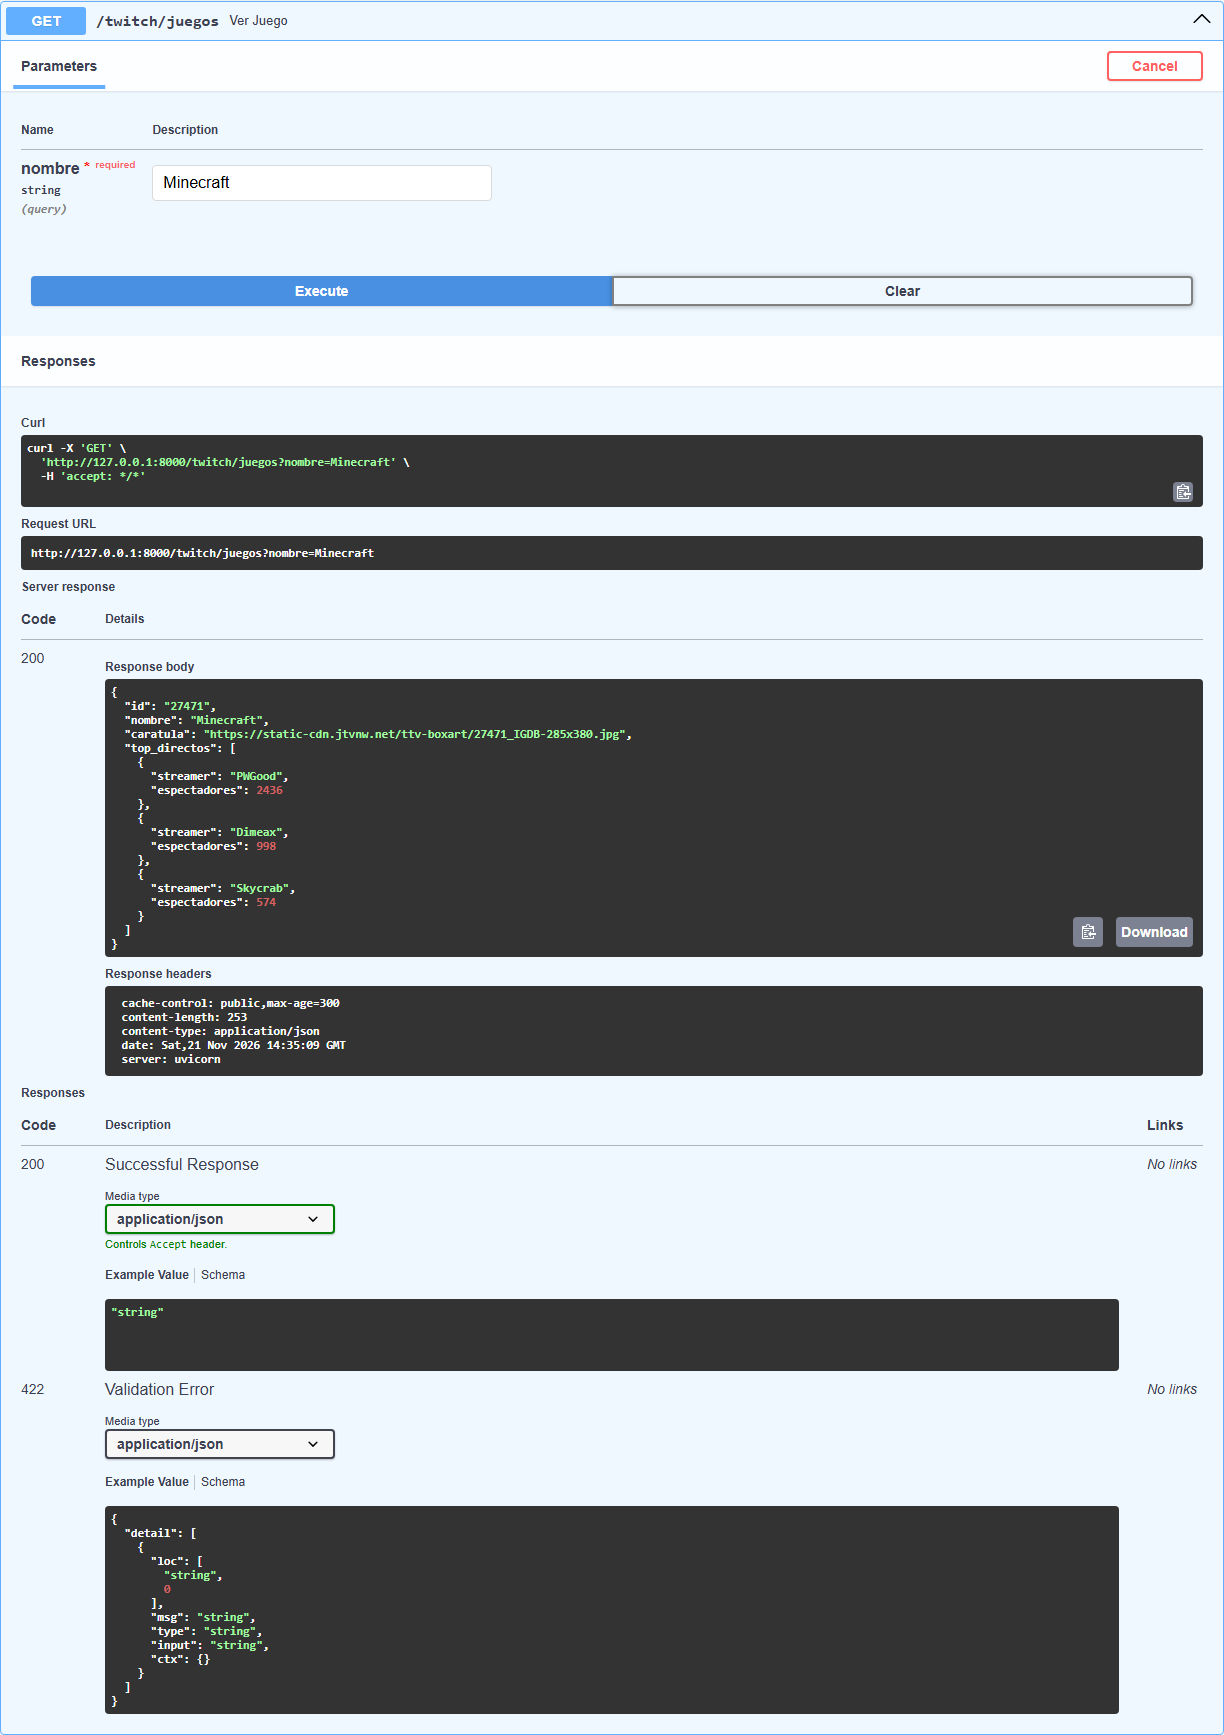 GET /twitch/juegos Ver Juego
Parameters
Cancel
Name Description
nombre * required
string
(query)
Minecraft
Execute
Clear
Responses
Curl
curl -X 'GET' \
  'http://127.0.0.1:8000/twitch/juegos?nombre=Minecraft' \
  -H 'accept: */*'
Request URL
http://127.0.0.1:8000/twitch/juegos?nombre=Minecraft
Server response
Code Details
200
Response body
{
  "id": "27471",
  "nombre": "Minecraft",
  "caratula": "https://static-cdn.jtvnw.net/ttv-boxart/27471_IGDB-285x380.jpg",
  "top_directos": [
    {
      "streamer": "PWGood",
      "espectadores": 2436
    },
    {
      "streamer": "Dimeax",
      "espectadores": 998
    },
    {
      "streamer": "Skycrab",
      "espectadores": 574
    }
  ]
}
Download
Response headers
cache-control: public,max-age=300
content-length: 253
content-type: application/json
date: Sat,21 Nov 2026 14:35:09 GMT
server: uvicorn
Responses
Code Description Links
200 Successful Response No links
Media type
application/json
Controls Accept header.
Example Value Schema
"string"
422 Validation Error No links
Media type
application/json
Example Value Schema
{
  "detail": [
    {
      "loc": [
        "string",
        0
      ],
      "msg": "string",
      "type": "string",
      "input": "string",
      "ctx": {}
    }
  ]
}